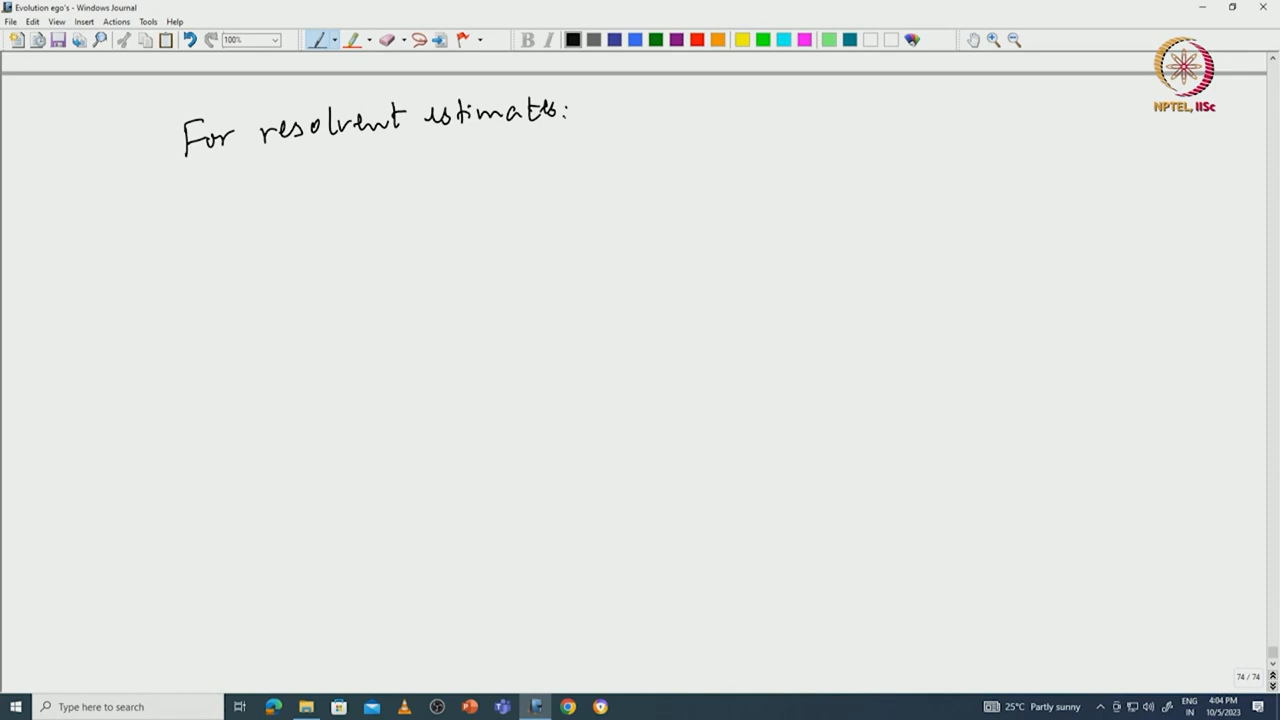 Evolution eqo's - Windows Journal
File Edit View Insert Actions Tools Help
100%
NPTEL, IISc
For resolvent estimates:
74 / 74
Type here to search
25°C Partly sunny
ENG
IN
4:04 PM
10/5/2023